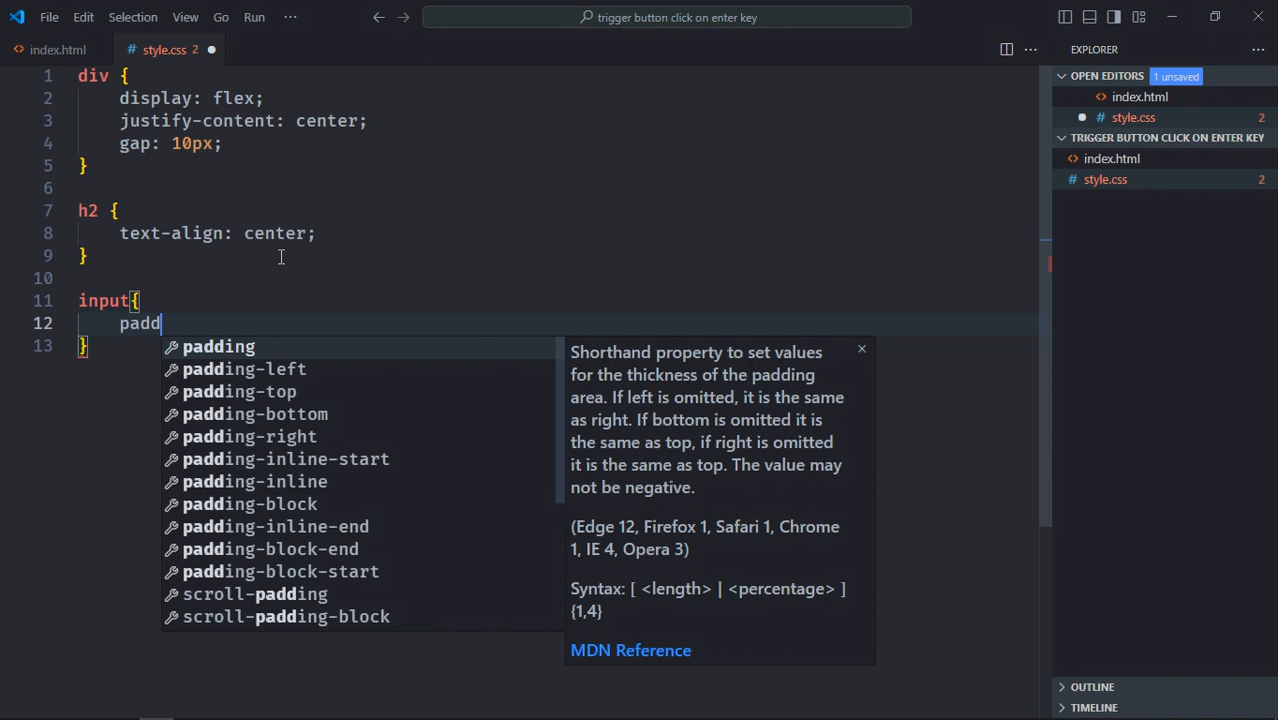 File Edit Selection View Go Run ··· trigger button click on enter key
index.html # style.css 2 EXPLORER ···
1 div {
2 display: flex;
3 justify-content: center;
4 gap: 10px;
5 }
6
7 h2 {
8 text-align: center;
9 }
10
11 input{
12 padd
13 }
padding
padding-left
padding-top
padding-bottom
padding-right
padding-inline-start
padding-inline
padding-block
padding-inline-end
padding-block-end
padding-block-start
scroll-padding
scroll-padding-block
Shorthand property to set values
for the thickness of the padding
area. If left is omitted, it is the same
as right. If bottom is omitted it is
the same as top, if right is omitted
it is the same as top. The value may
not be negative.
(Edge 12, Firefox 1, Safari 1, Chrome
1, IE 4, Opera 3)
Syntax: [ <length> | <percentage> ]
{1,4}
MDN Reference
OPEN EDITORS 1 unsaved
index.html
# style.css 2
TRIGGER BUTTON CLICK ON ENTER KEY
index.html
# style.css 2
OUTLINE
TIMELINE